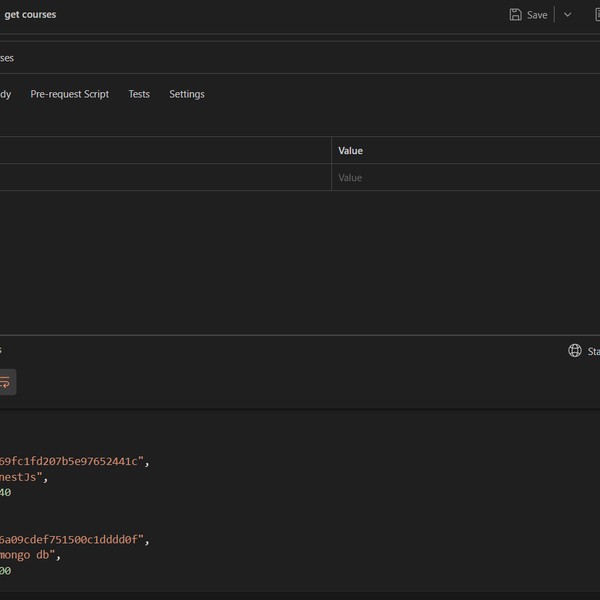 get courses
Save
ses
dy Pre-request Script Tests Settings
Value
Value
s
Sta
69fc1fd207b5e97652441c",
nestJs",
40
6a09cdef751500c1dddd0f",
mongo db",
00